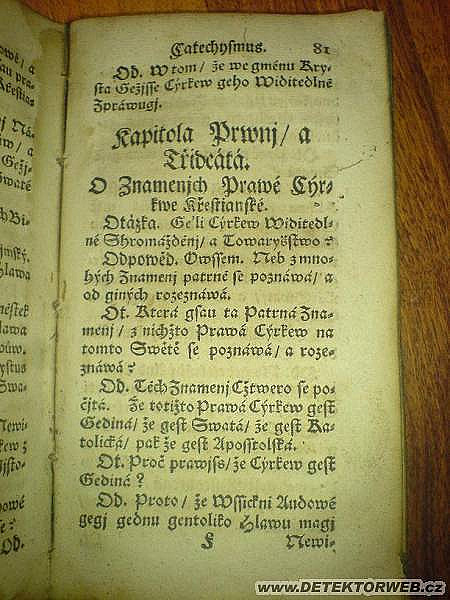 Catechysmus. 81
Od. W tom / že we gménu Kry-
sta Gežjsse Cýrkew geho Widitedlně
Zpráwugj.
Kapitola Prwnj / a
Třidcátá.
O Znamenjch Prawé Cýr-
kwe Křestianské.
Otázka. Ge'li Cýrkew Widitedl-
né Shromážděnj / a Towaryšstwo?
Odpowěd. Owssem. Neb z mno-
hých Znamenj patrně se poznáwá / a
od giných rozeznáwá.
Ot. Která gsau ta Patrná Zna-
menj / z nichžto Prawá Cýrkew na
tomto Swětě se poznáwá / a roze-
znáwá?
Od. Těch Znamenj Cžtwero se po-
čjtá. Že totižto Prawá Cýrkew gest
Gediná / že gest Swatá / že gest Ka-
tolická / pak že gest Aposstolská.
Ot. Proč prawjss / že Cýrkew gest
Gediná?
Od. Proto / že Wssickni Audowé
gegj gednu gentoliko Hlawu magj
Newi-
www.DETEKTORWEB.cz